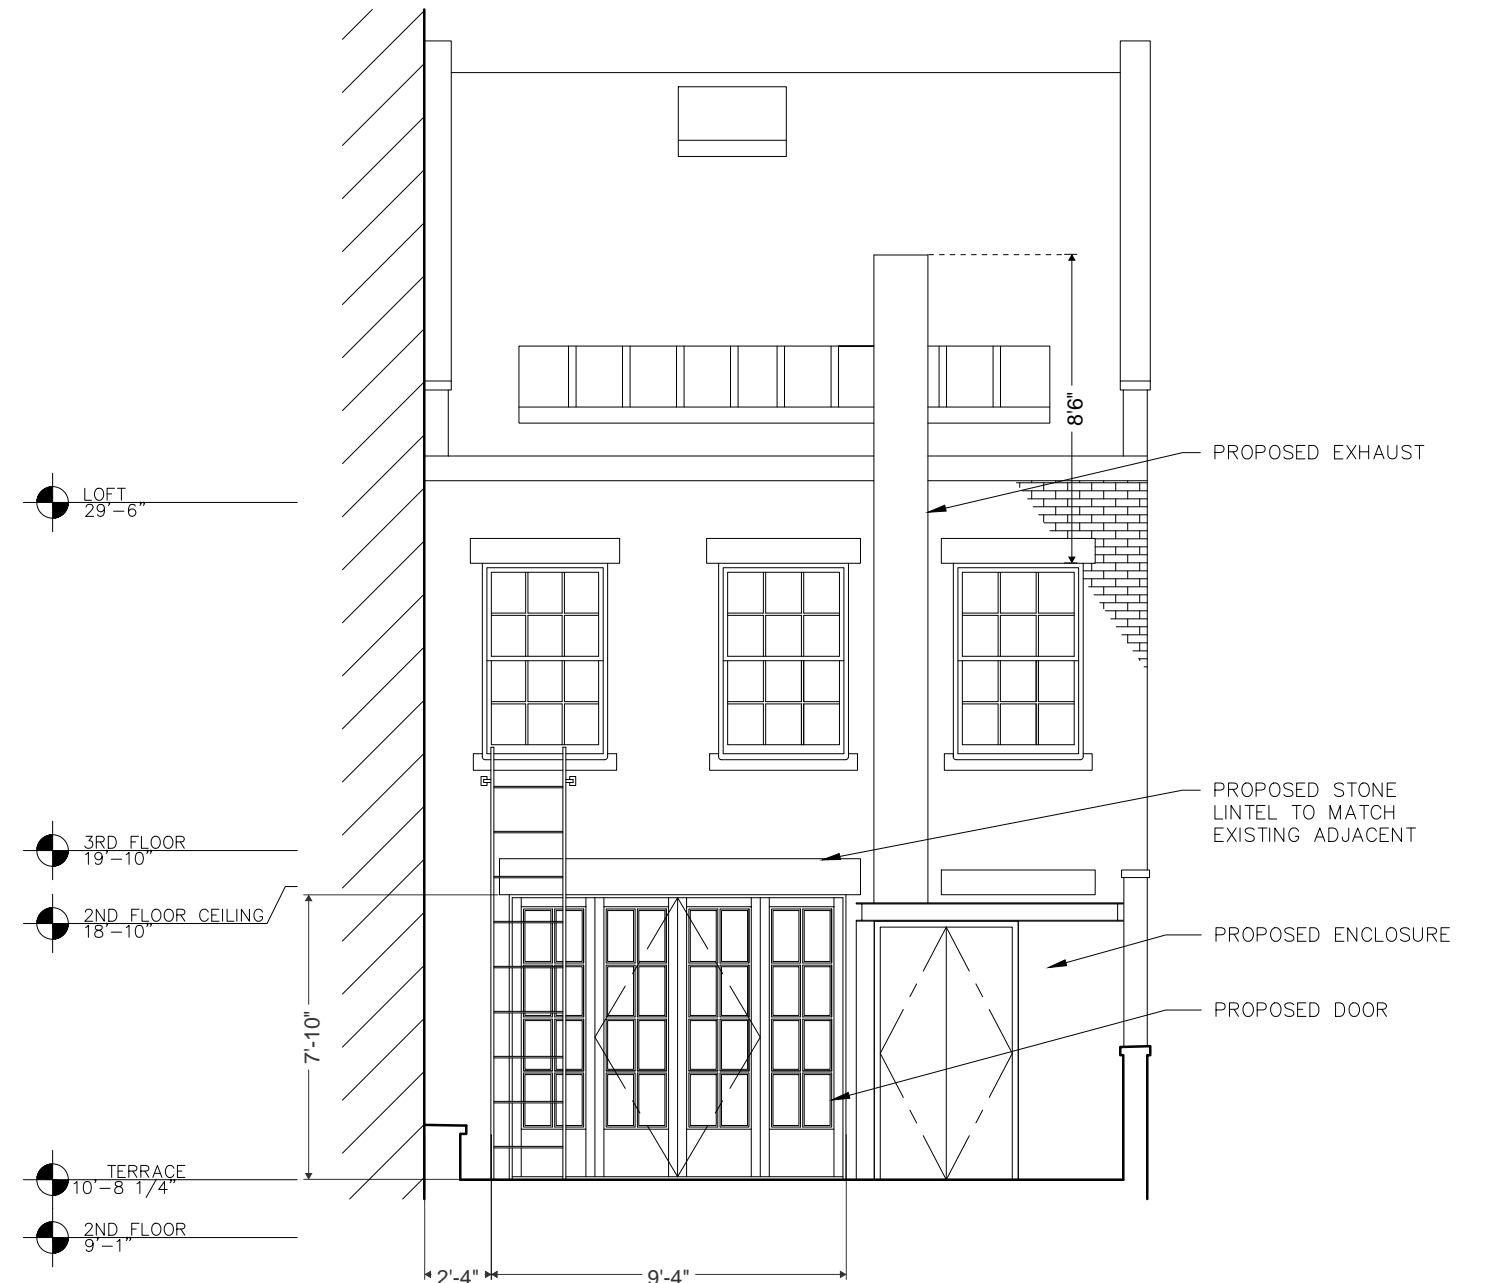 8'6"
PROPOSED EXHAUST
LOFT
29'-6"
PROPOSED STONE
LINTEL TO MATCH
EXISTING ADJACENT
3RD FLOOR
19'-10"
2ND FLOOR CEILING
18'-10"
PROPOSED ENCLOSURE
PROPOSED DOOR
7'-10"
TERRACE
10'-8 1/4"
2ND FLOOR
9'-1"
2'-4"
9'-4"